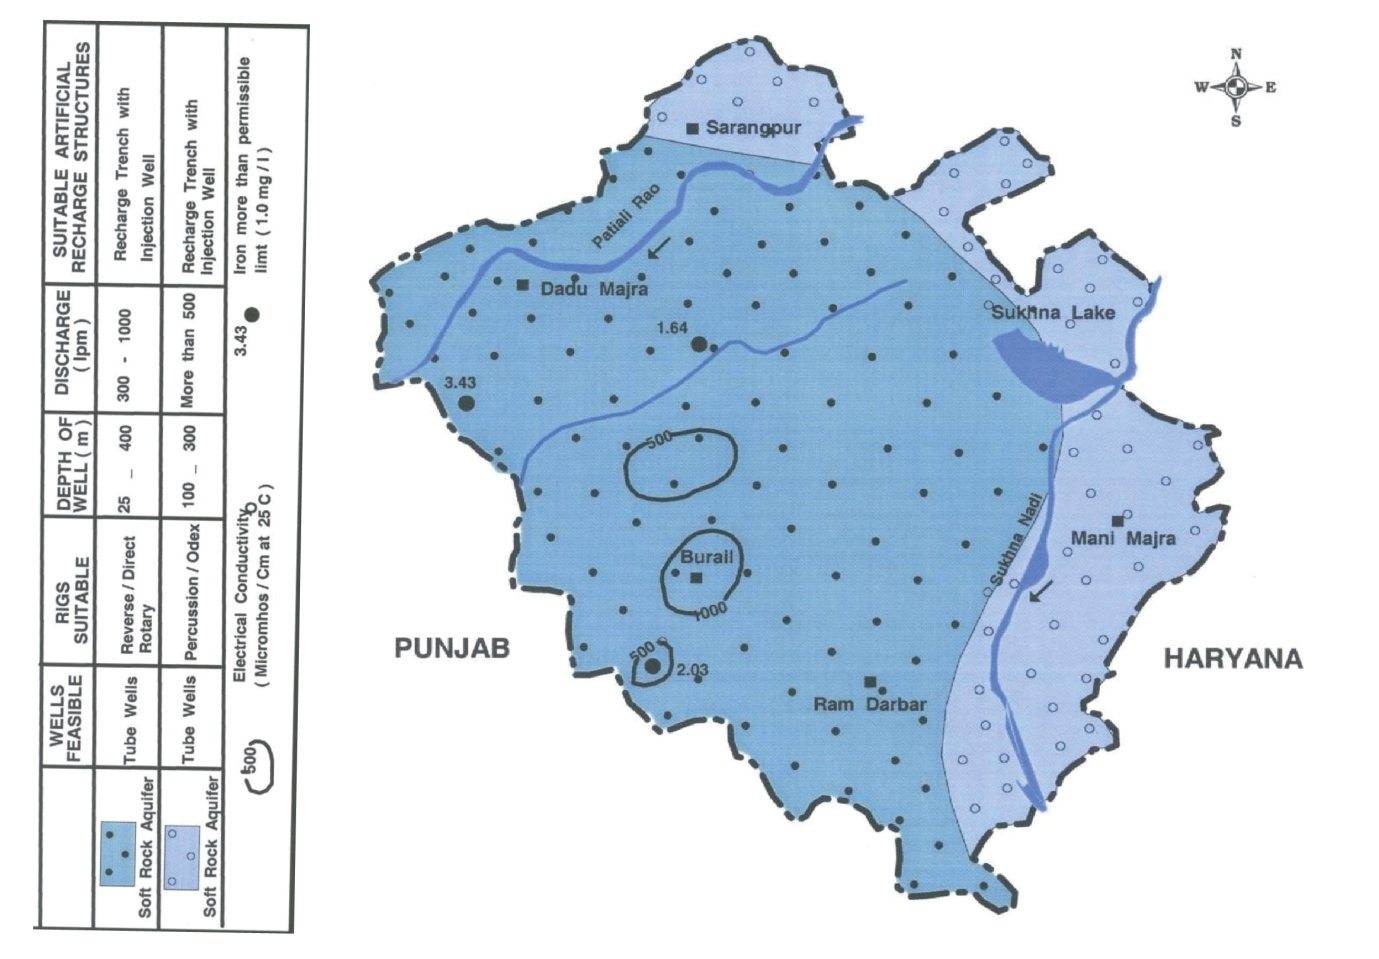 WELLS
FEASIBLE
RIGS
SUITABLE
DEPTH OF
WELL ( m )
DISCHARGE
( lpm )
SUITABLE ARTIFICIAL
RECHARGE STRUCTURES
Soft Rock Aquifer
Tube Wells
Reverse / Direct
Rotary
25 _ 400
300 - 1000
Recharge Trench with
Injection Well
Soft Rock Aquifer
Tube Wells
Percussion / Odex
100 _ 300
More than 500
Recharge Trench with
Injection Well
500
Electrical Conductivity
( Micromhos / Cm at 25°C )
3.43
Iron more than permissible
limt ( 1.0 mg / l )
N
W E
S
Sarangpur
Patiali Rao
Dadu Majra
Sukhna Lake
1.64
3.43
500
Mani Majra
Sukhna Nadi
Burail
1000
PUNJAB
500
2.03
HARYANA
Ram Darbar